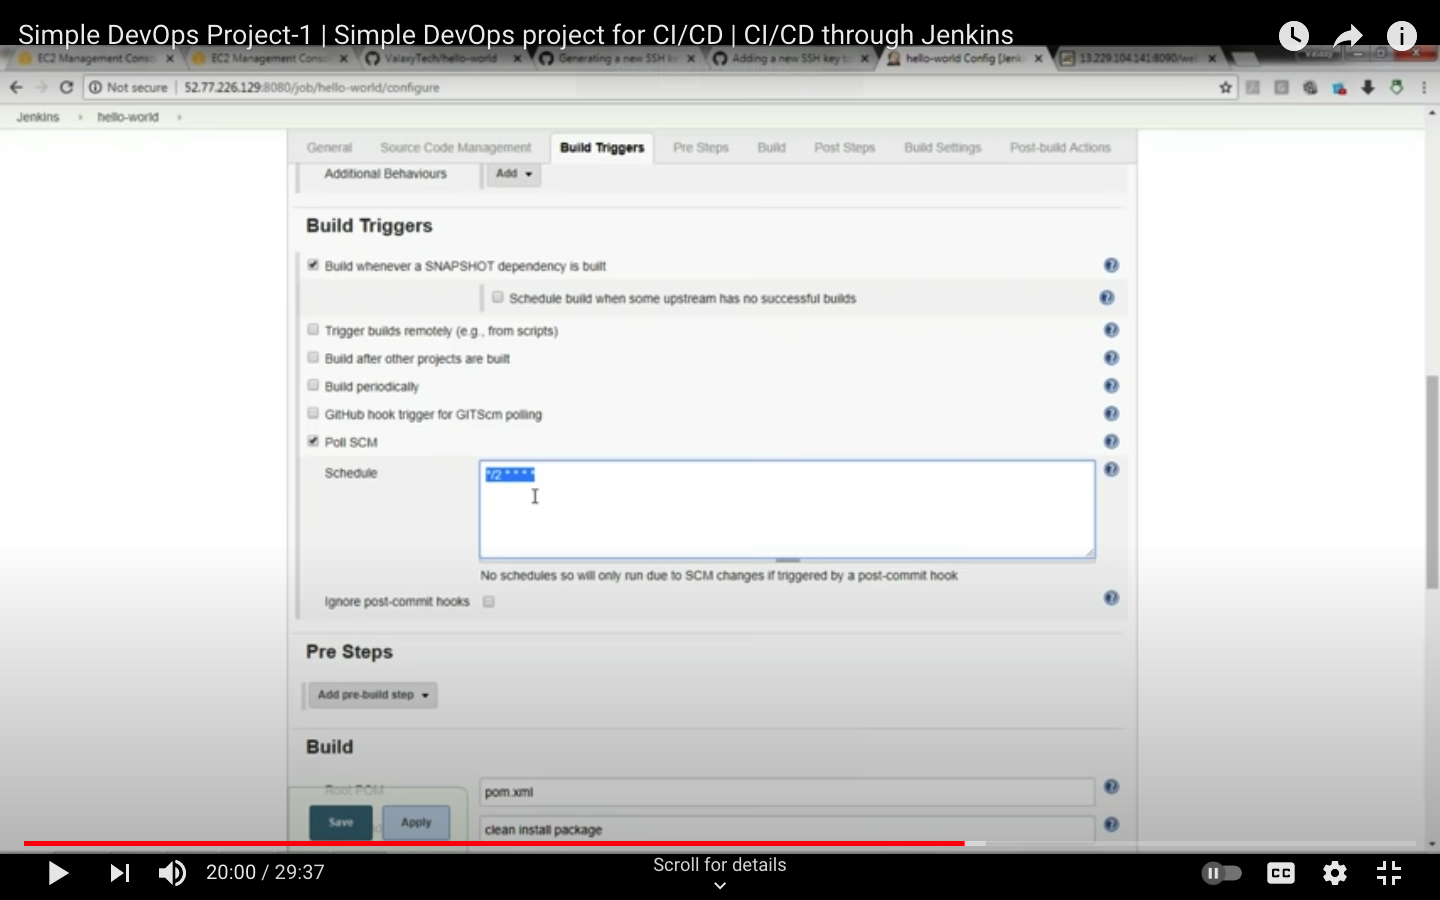 Simple DevOps Project-1 | Simple DevOps project for CI/CD | CI/CD through Jenkins
EC2 Management Consol
EC2 Management Consol
ValaxyTech/hello-world
Generating a new SSH ke
Adding a new SSH key to
hello-world Config [Jenk
13.229.104.141:8090/we
Not secure | 52.77.226.129:8080/job/hello-world/configure
Jenkins
hello-world
General
Source Code Management
Build Triggers
Pre Steps
Build
Post Steps
Build Settings
Post-build Actions
Additional Behaviours
Add
Build Triggers
Build whenever a SNAPSHOT dependency is built
Schedule build when some upstream has no successful builds
Trigger builds remotely (e.g., from scripts)
Build after other projects are built
Build periodically
GitHub hook trigger for GITScm polling
Poll SCM
Schedule
*/2 * * * *
No schedules so will only run due to SCM changes if triggered by a post-commit hook
Ignore post-commit hooks
Pre Steps
Add pre-build step
Build
Root POM
pom.xml
Save
Apply
clean install package
20:00 / 29:37
Scroll for details
CC